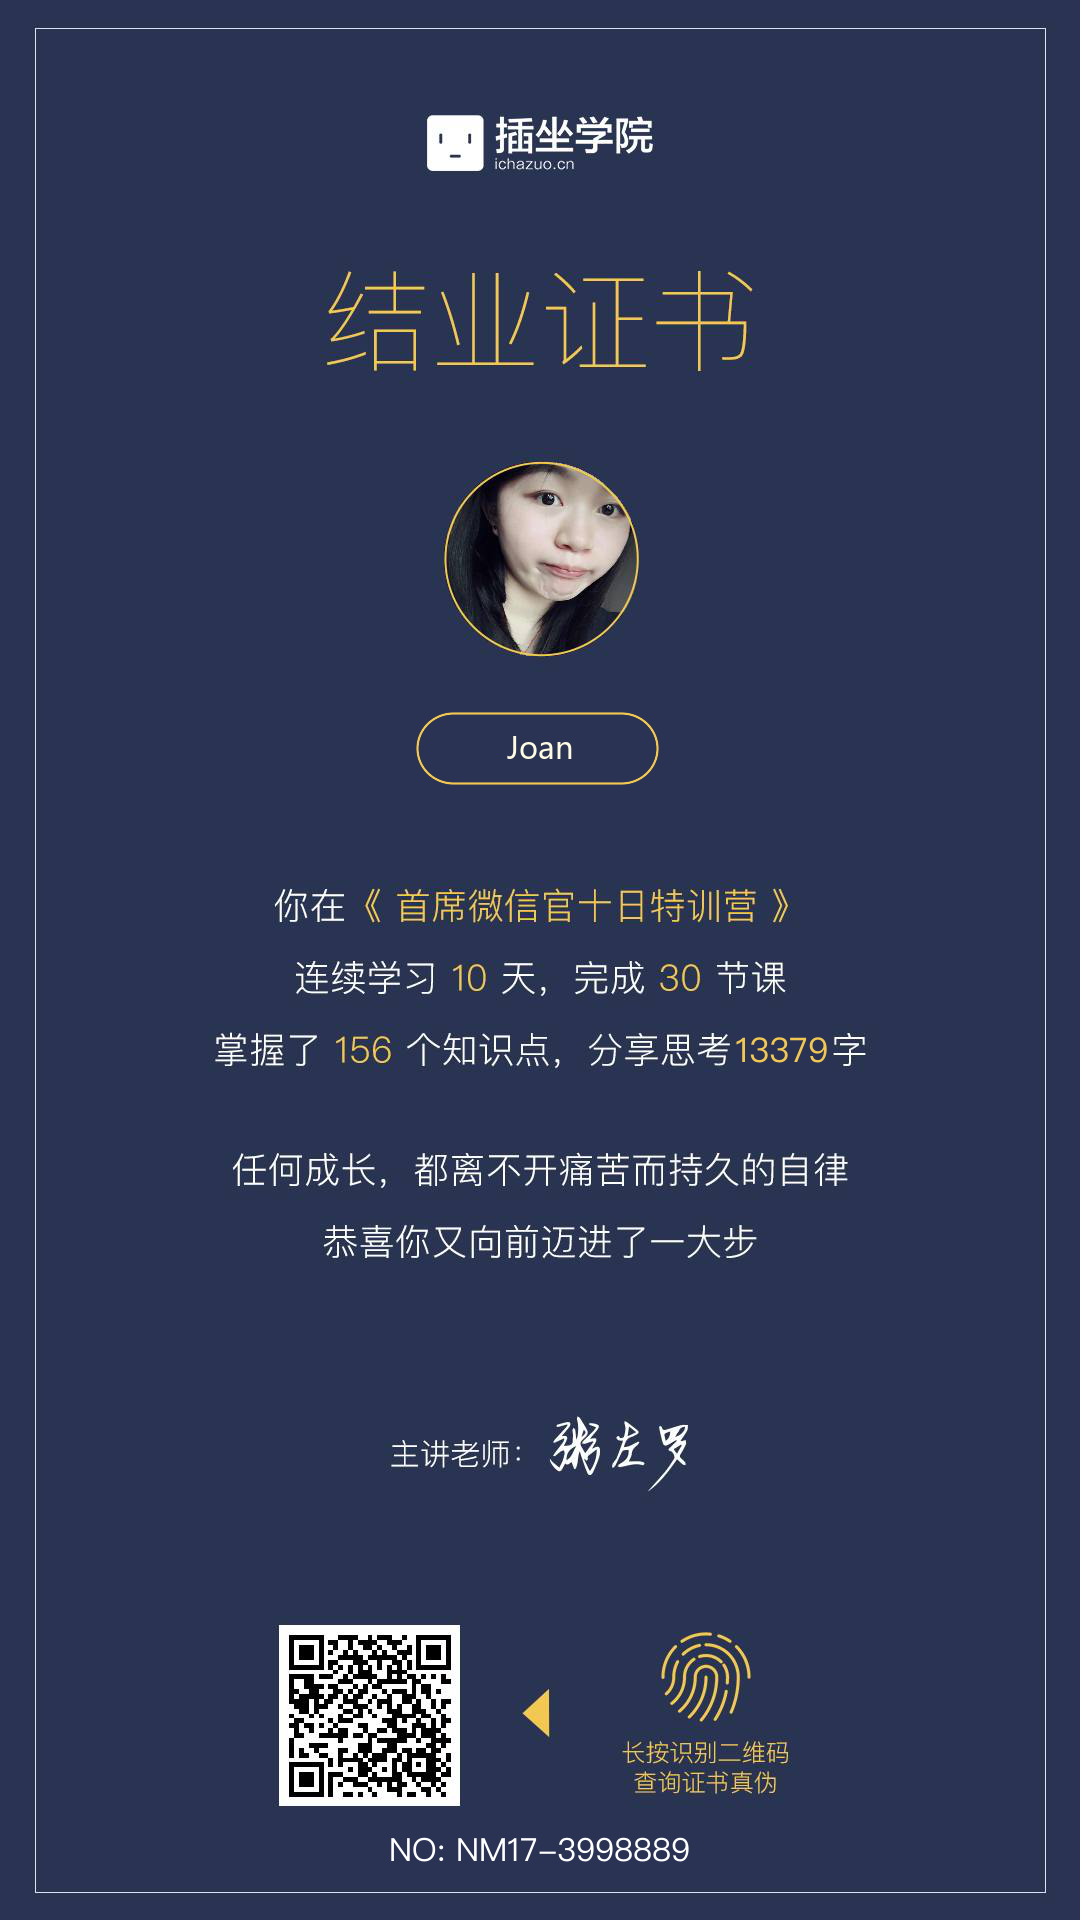 插坐学院
ichazuo.cn
结业证书
Joan
你在《 首席微信官十日特训营 》
连续学习 10 天，完成 30 节课
掌握了 156 个知识点，分享思考13379字
任何成长，都离不开痛苦而持久的自律
恭喜你又向前迈进了一大步
主讲老师：粥左罗
长按识别二维码
查询证书真伪
NO: NM17-3998889